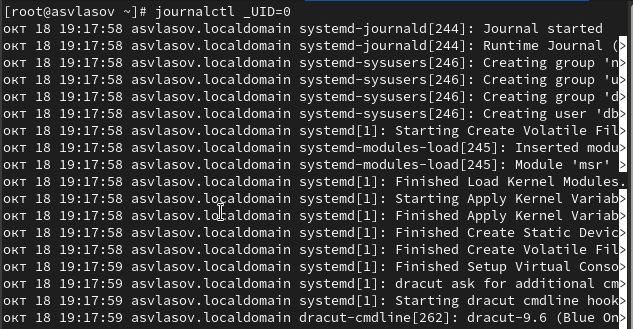 [root@asvlasov ~]# journalctl _UID=0
окт 18 19:17:58 asvlasov.localdomain systemd-journald[244]: Journal started
окт 18 19:17:58 asvlasov.localdomain systemd-journald[244]: Runtime Journal (>
окт 18 19:17:58 asvlasov.localdomain systemd-sysusers[246]: Creating group 'n>
окт 18 19:17:58 asvlasov.localdomain systemd-sysusers[246]: Creating group 'u>
окт 18 19:17:58 asvlasov.localdomain systemd-sysusers[246]: Creating group 'd>
окт 18 19:17:58 asvlasov.localdomain systemd-sysusers[246]: Creating user 'db>
окт 18 19:17:58 asvlasov.localdomain systemd[1]: Starting Create Volatile Fil>
окт 18 19:17:58 asvlasov.localdomain systemd-modules-load[245]: Inserted modu>
окт 18 19:17:58 asvlasov.localdomain systemd-modules-load[245]: Module 'msr' >
окт 18 19:17:58 asvlasov.localdomain systemd[1]: Finished Load Kernel Modules.
окт 18 19:17:58 asvlasov.localdomain systemd[1]: Starting Apply Kernel Variab>
окт 18 19:17:58 asvlasov.localdomain systemd[1]: Finished Apply Kernel Variab>
окт 18 19:17:58 asvlasov.localdomain systemd[1]: Finished Create Static Devic>
окт 18 19:17:58 asvlasov.localdomain systemd[1]: Finished Create Volatile Fil>
окт 18 19:17:59 asvlasov.localdomain systemd[1]: Finished Setup Virtual Conso>
окт 18 19:17:59 asvlasov.localdomain systemd[1]: dracut ask for additional cm>
окт 18 19:17:59 asvlasov.localdomain systemd[1]: Starting dracut cmdline hook>
окт 18 19:17:59 asvlasov.localdomain dracut-cmdline[262]: dracut-9.6 (Blue On>